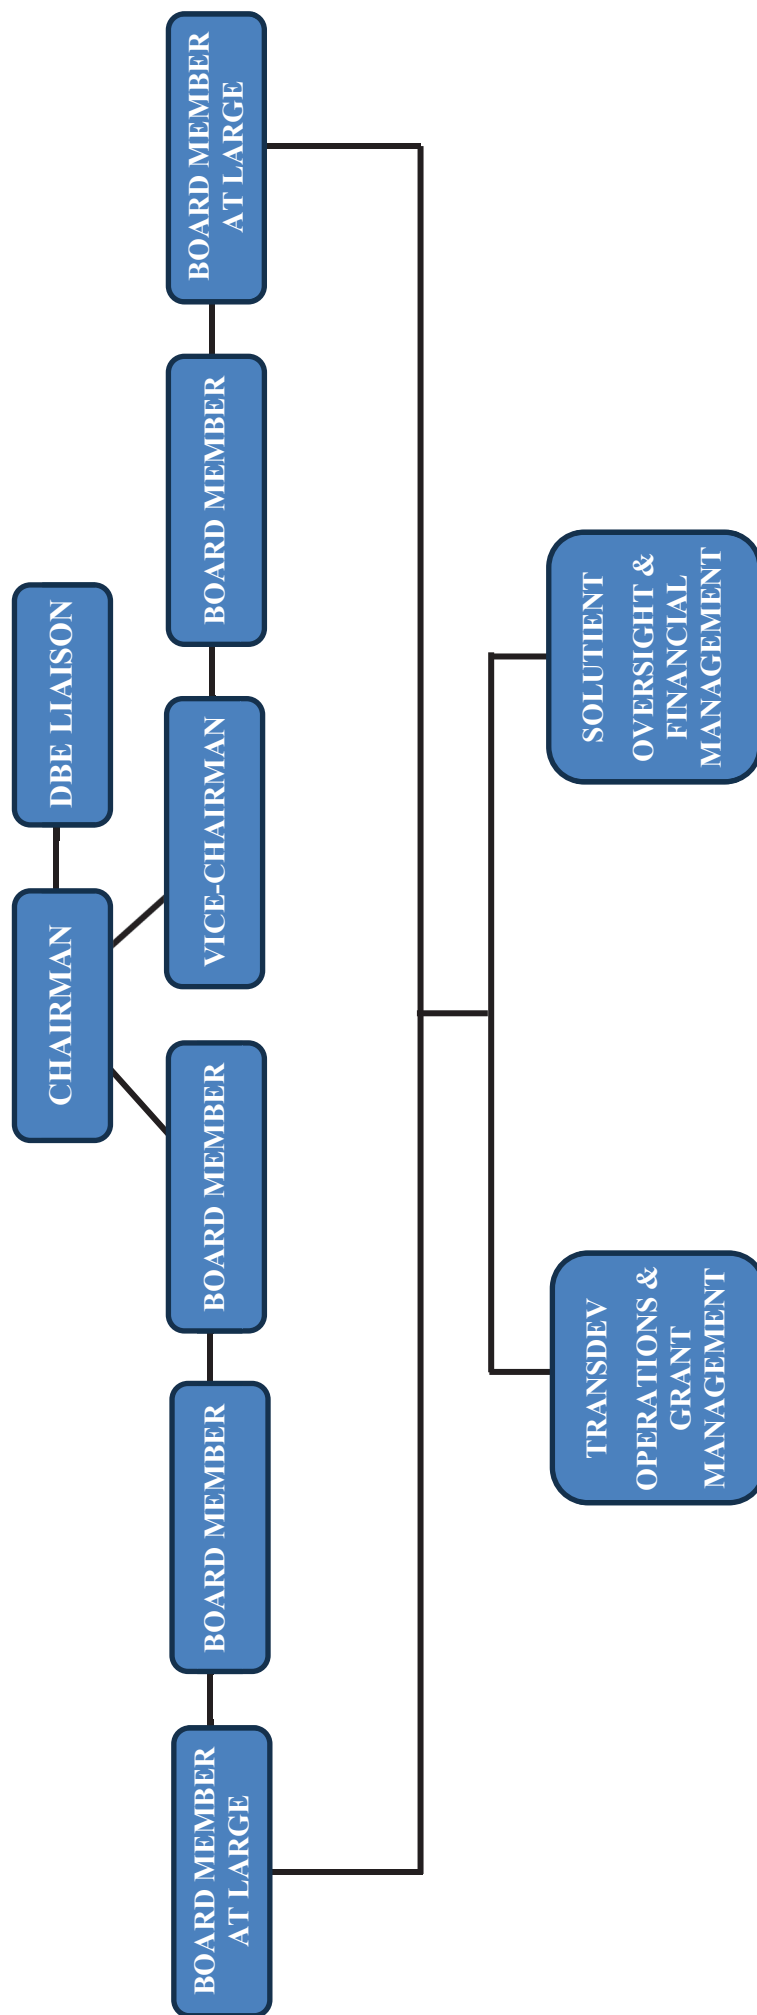 CHAIRMAN
DBE LIAISON
BOARD MEMBER
AT LARGE
BOARD MEMBER
BOARD MEMBER
VICE-CHAIRMAN
BOARD MEMBER
BOARD MEMBER
AT LARGE
TRANSDEV
OPERATIONS &
GRANT
MANAGEMENT
SOLUTIENT
OVERSIGHT &
FINANCIAL
MANAGEMENT